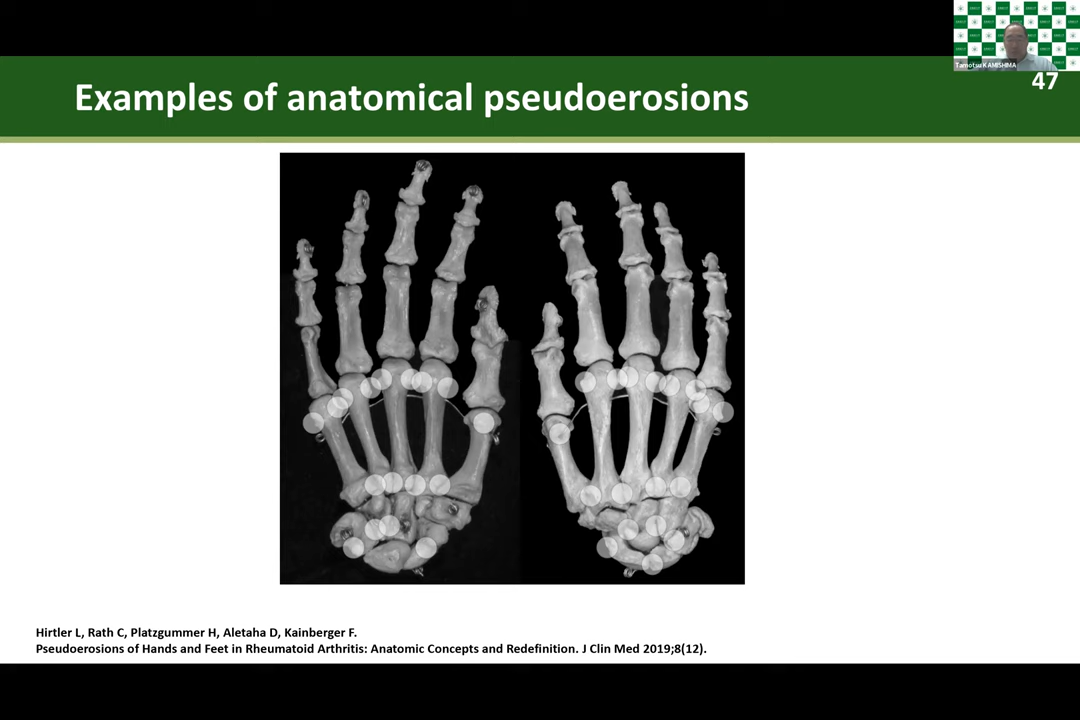 Tamotsu KAMISHIMA
47
Examples of anatomical pseudoerosions
Hirtler L, Rath C, Platzgummer H, Aletaha D, Kainberger F.
Pseudoerosions of Hands and Feet in Rheumatoid Arthritis: Anatomic Concepts and Redefinition. J Clin Med 2019;8(12).